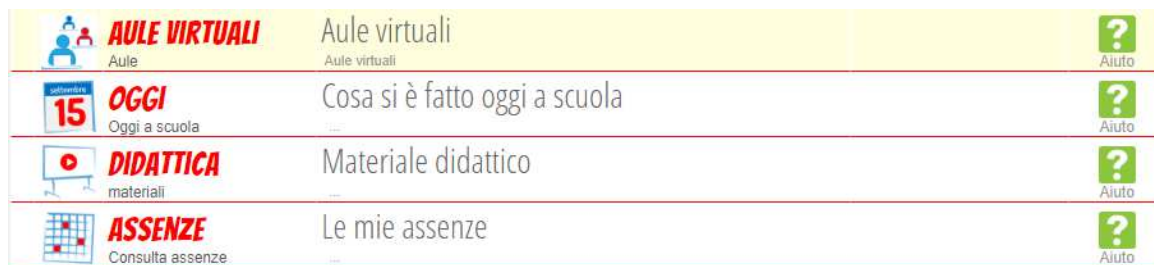 AULE VIRTUALI Aule virtuali
Aule Aule virtuali Aiuto
settembre
15 OGGI Cosa si è fatto oggi a scuola
Oggi a scuola ... Aiuto
DIDATTICA Materiale didattico
materiali ... Aiuto
ASSENZE Le mie assenze
Consulta assenze ... Aiuto